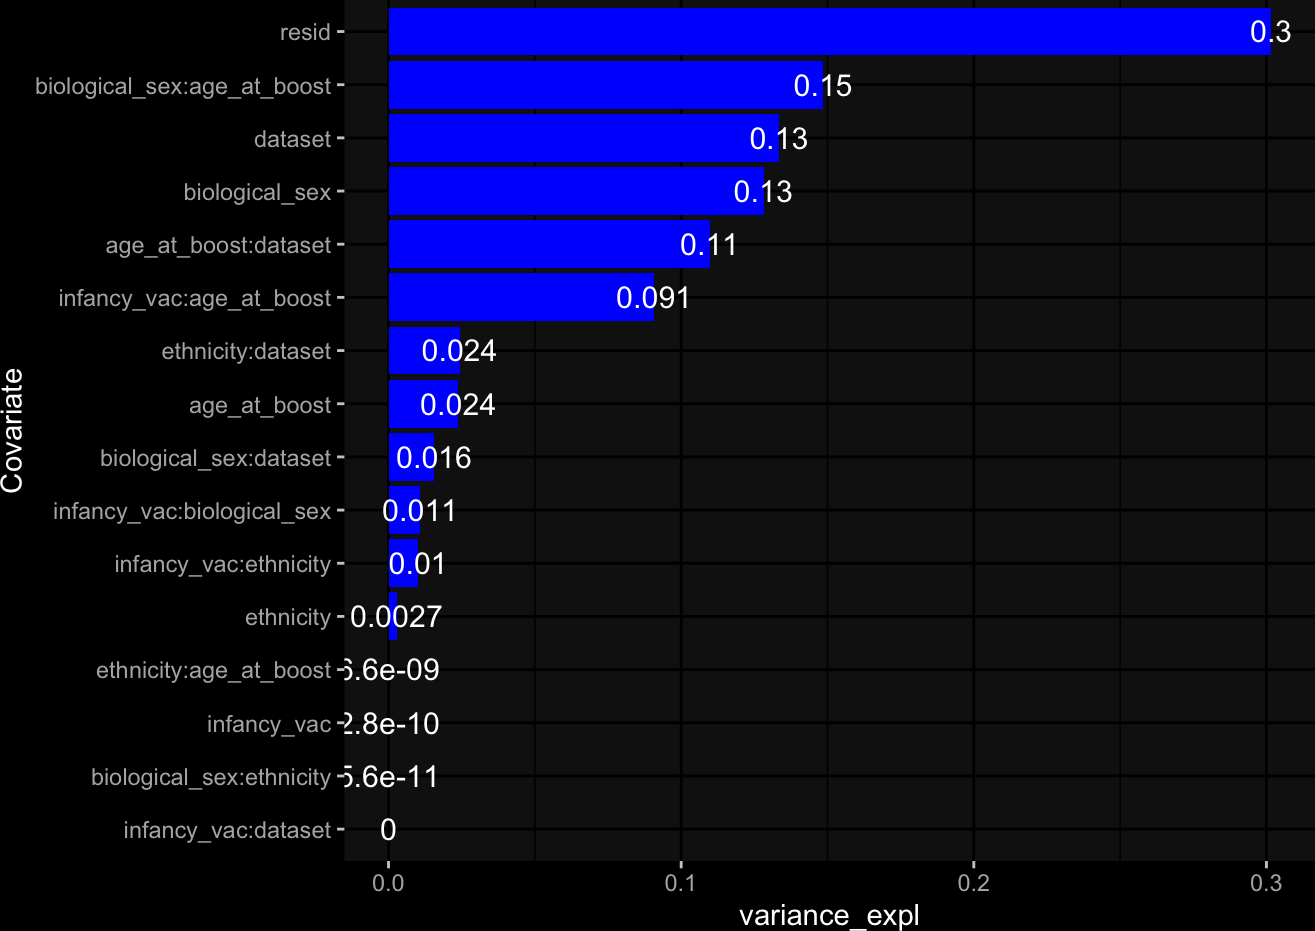 resid 0.3
biological_sex:age_at_boost 0.15
dataset 0.13
biological_sex 0.13
age_at_boost:dataset 0.11
infancy_vac:age_at_boost 0.091
ethnicity:dataset 0.024
age_at_boost 0.024
biological_sex:dataset 0.016
infancy_vac:biological_sex 0.011
infancy_vac:ethnicity 0.01
ethnicity 0.0027
ethnicity:age_at_boost
infancy_vac 2.8e-10
biological_sex:ethnicity 5.6e-11
infancy_vac:dataset 0
Covariate
0.0 0.1 0.2 0.3
variance_expl